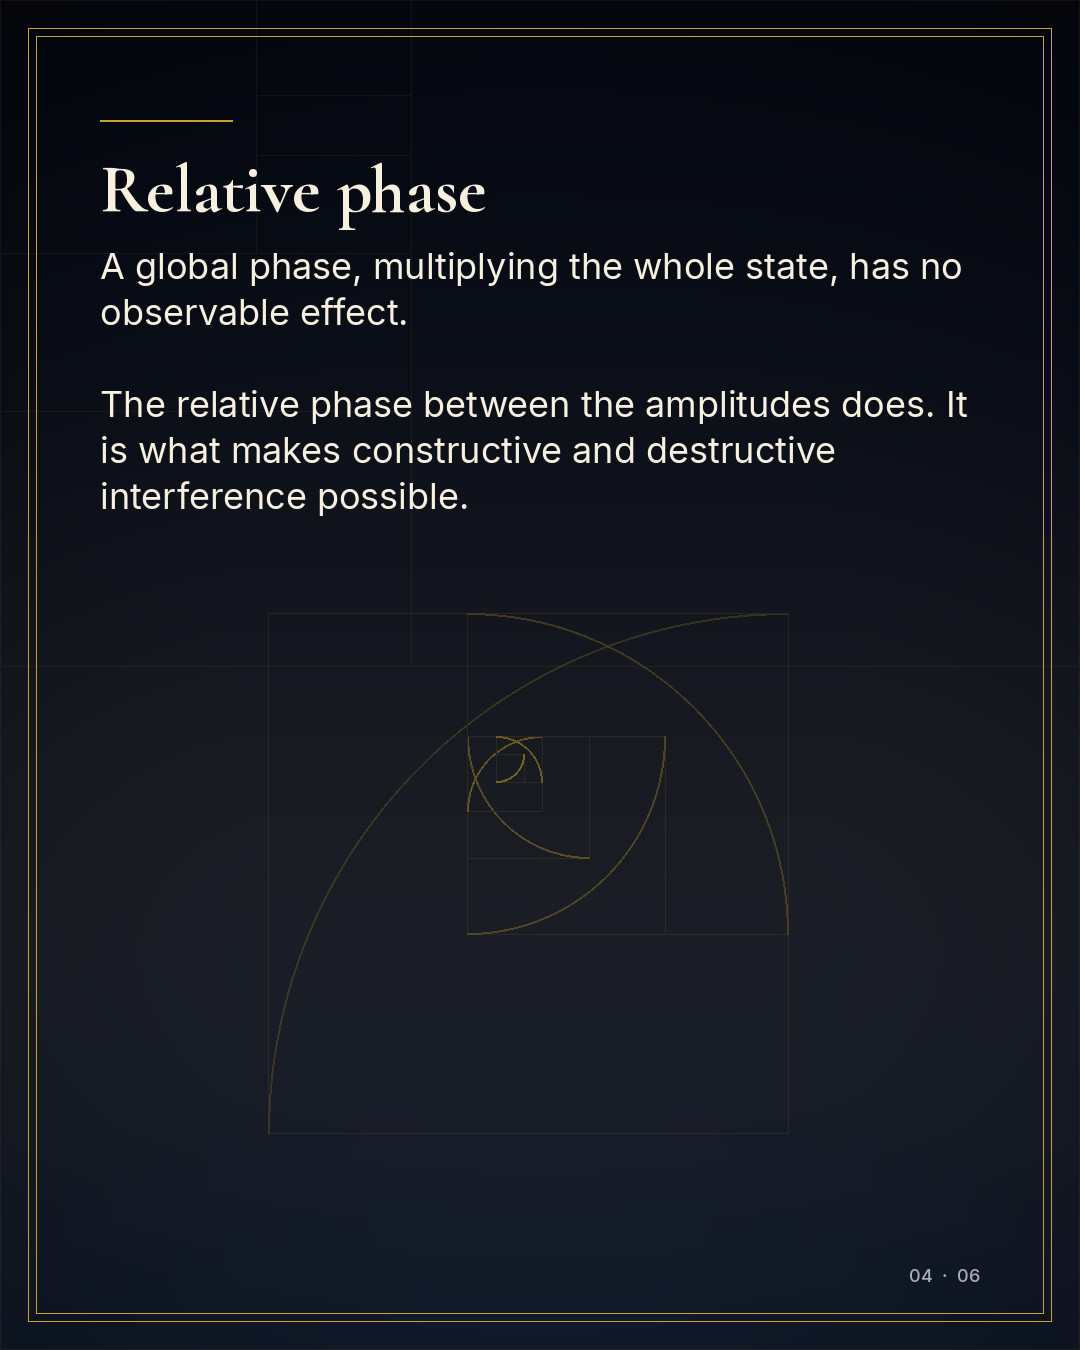 Relative phase
A global phase, multiplying the whole state, has no
observable effect.
The relative phase between the amplitudes does. It
is what makes constructive and destructive
interference possible.
04 · 06